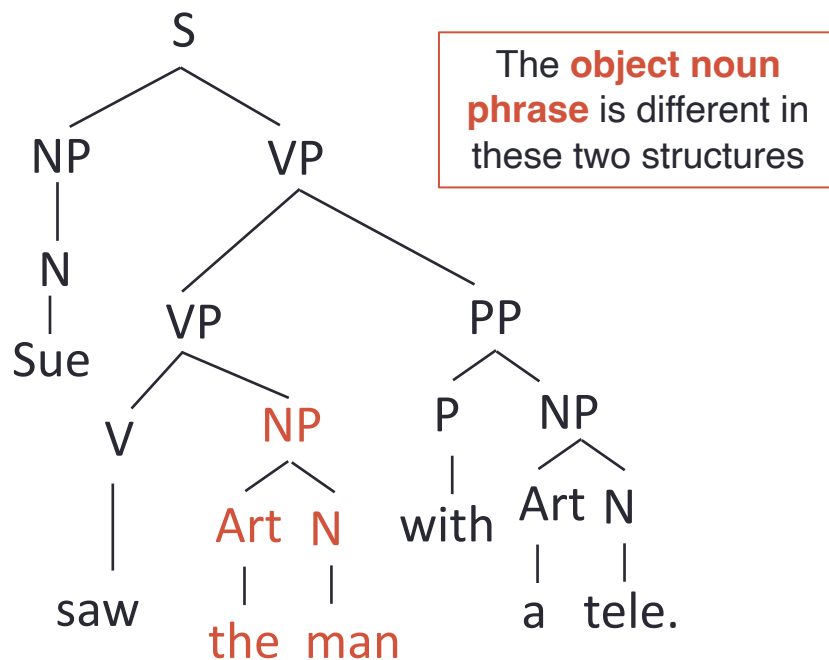 S
The object noun
phrase is different in
these two structures
NP VP
N
VP PP
Sue
V NP P NP
Art N with Art N
saw the man a tele.